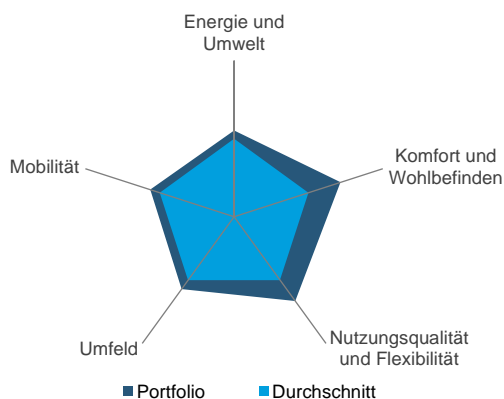 Energie und
Umwelt
Komfort und
Wohlbefinden
Mobilität
Nutzungsqualität
und Flexibilität
Umfeld
Portfolio Durchschnitt